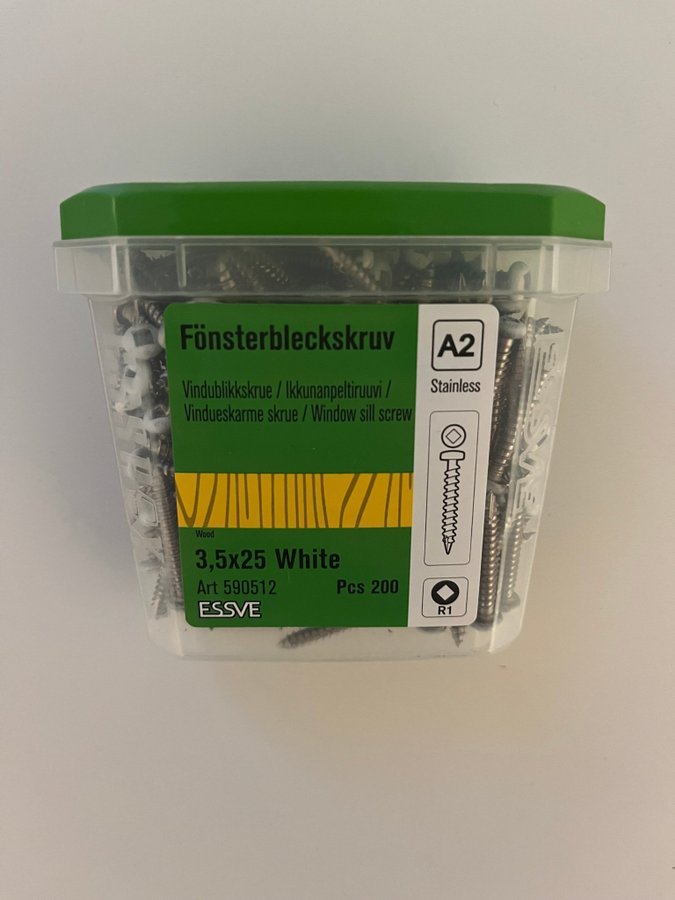 Fönsterbleckskruv
Vindublikkskrue / Ikkunanpeltiruuvi /
Vindueskarme skrue / Window sill screw
A2
Stainless
Wood
3,5x25 White
Art 590512 Pcs 200
ESSVE
R1